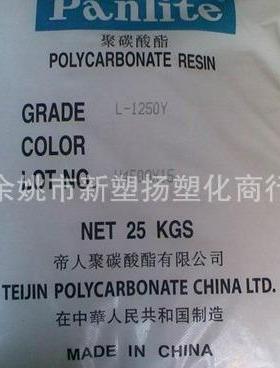 Panlite
聚碳酸酯
POLYCARBONATE RESIN
GRADE L-1250Y
COLOR
LOT NO.
余姚市新塑扬塑化商行
NET 25 KGS
帝人聚碳酸酯有限公司
TEIJIN POLYCARBONATE CHINA LTD.
在中華人民共和国制造
MADE IN CHINA